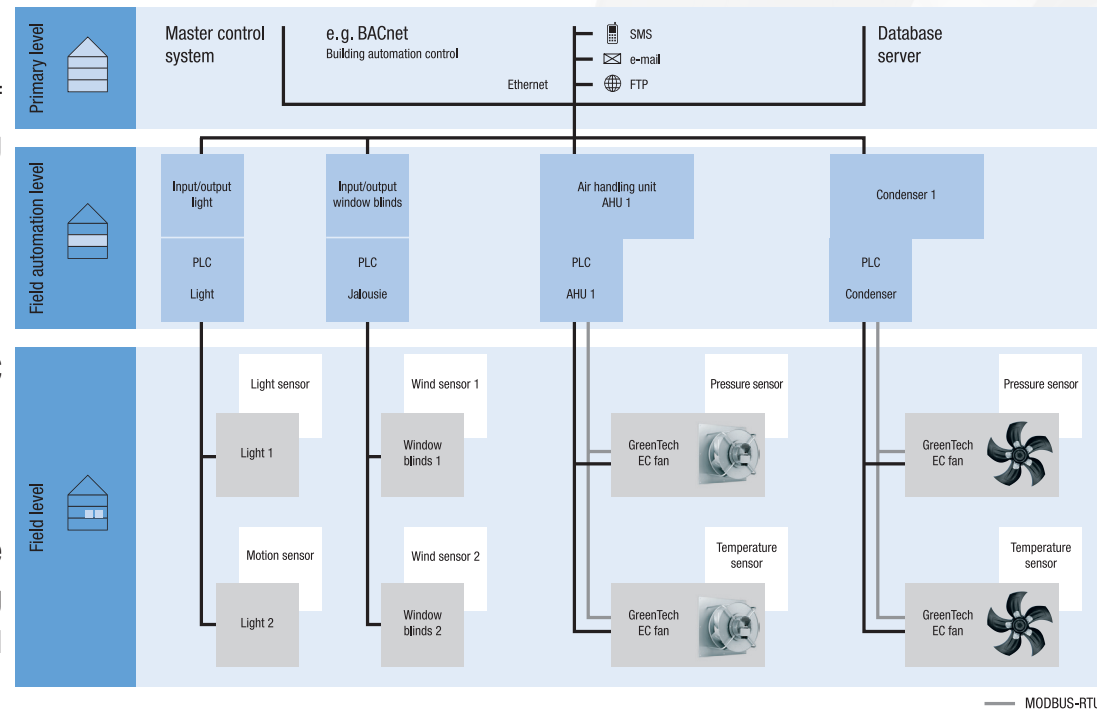 Primary level
Master control
system
e.g. BACnet
Building automation control
Ethernet
SMS
e-mail
FTP
Database
server
Field automation level
Input/output
light
PLC
Light
Input/output
window blinds
PLC
Jalousie
Air handling unit
AHU 1
PLC
AHU 1
Condenser 1
PLC
Condenser
Field level
Light sensor
Light 1
Motion sensor
Light 2
Wind sensor 1
Window
blinds 1
Wind sensor 2
Window
blinds 2
Pressure sensor
GreenTech
EC fan
Temperature
sensor
GreenTech
EC fan
Pressure sensor
GreenTech
EC fan
Temperature
sensor
GreenTech
EC fan
MODBUS-RTU